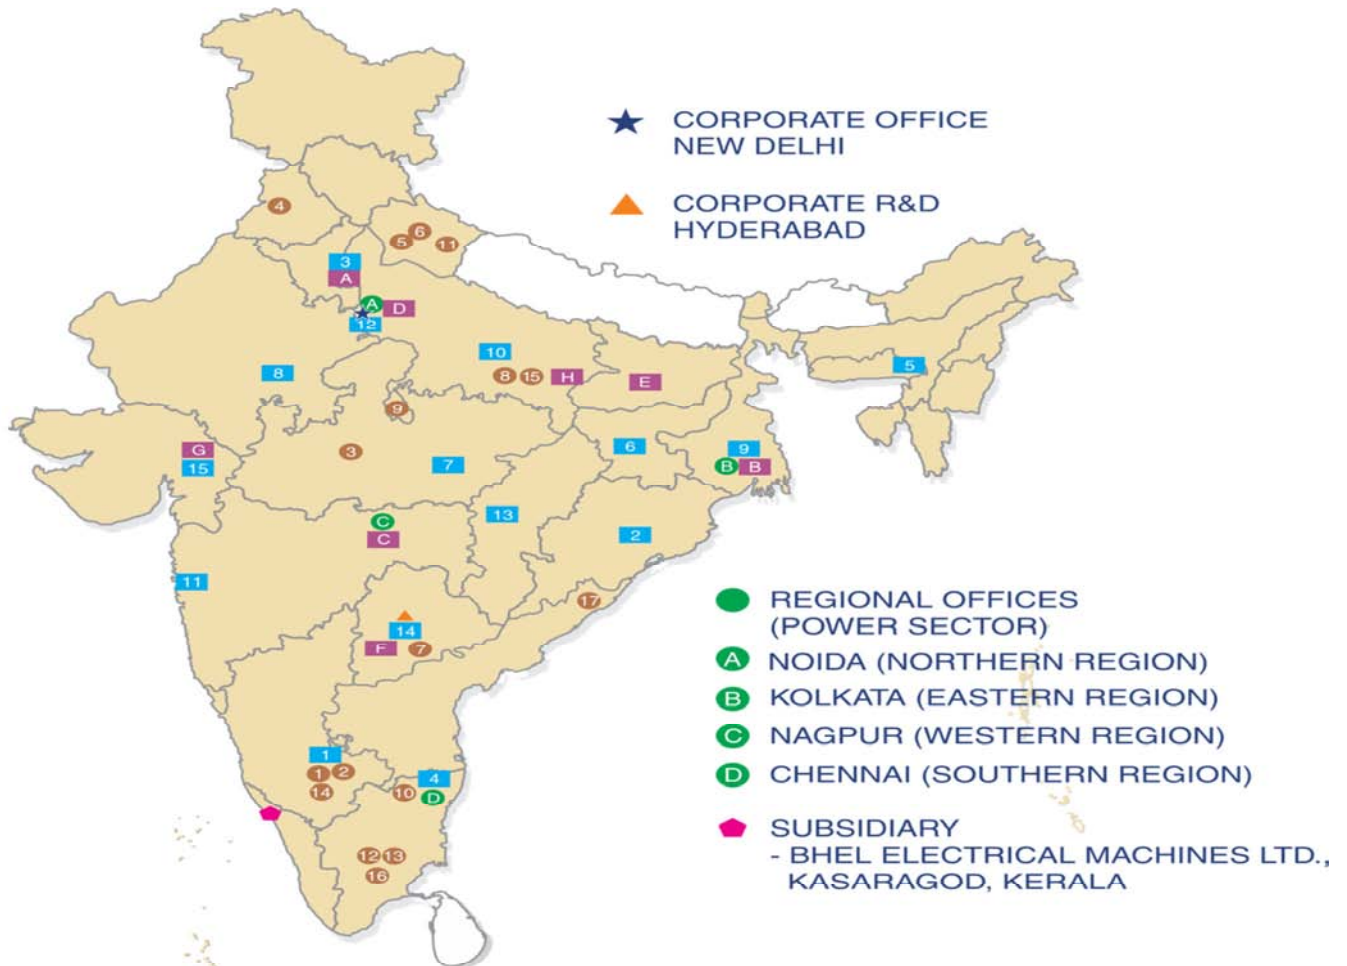 CORPORATE OFFICE
NEW DELHI
CORPORATE R&D
HYDERABAD
4
6
5
11
3
A
A
D
12
10
8
8
15
H
E
5
9
G
15
3
7
6
9
B
B
C
C
13
2
11
17
14
F
7
1
1
2
14
4
10
D
12
13
16
REGIONAL OFFICES
(POWER SECTOR)
A NOIDA (NORTHERN REGION)
B KOLKATA (EASTERN REGION)
C NAGPUR (WESTERN REGION)
D CHENNAI (SOUTHERN REGION)
SUBSIDIARY
- BHEL ELECTRICAL MACHINES LTD.,
KASARAGOD, KERALA